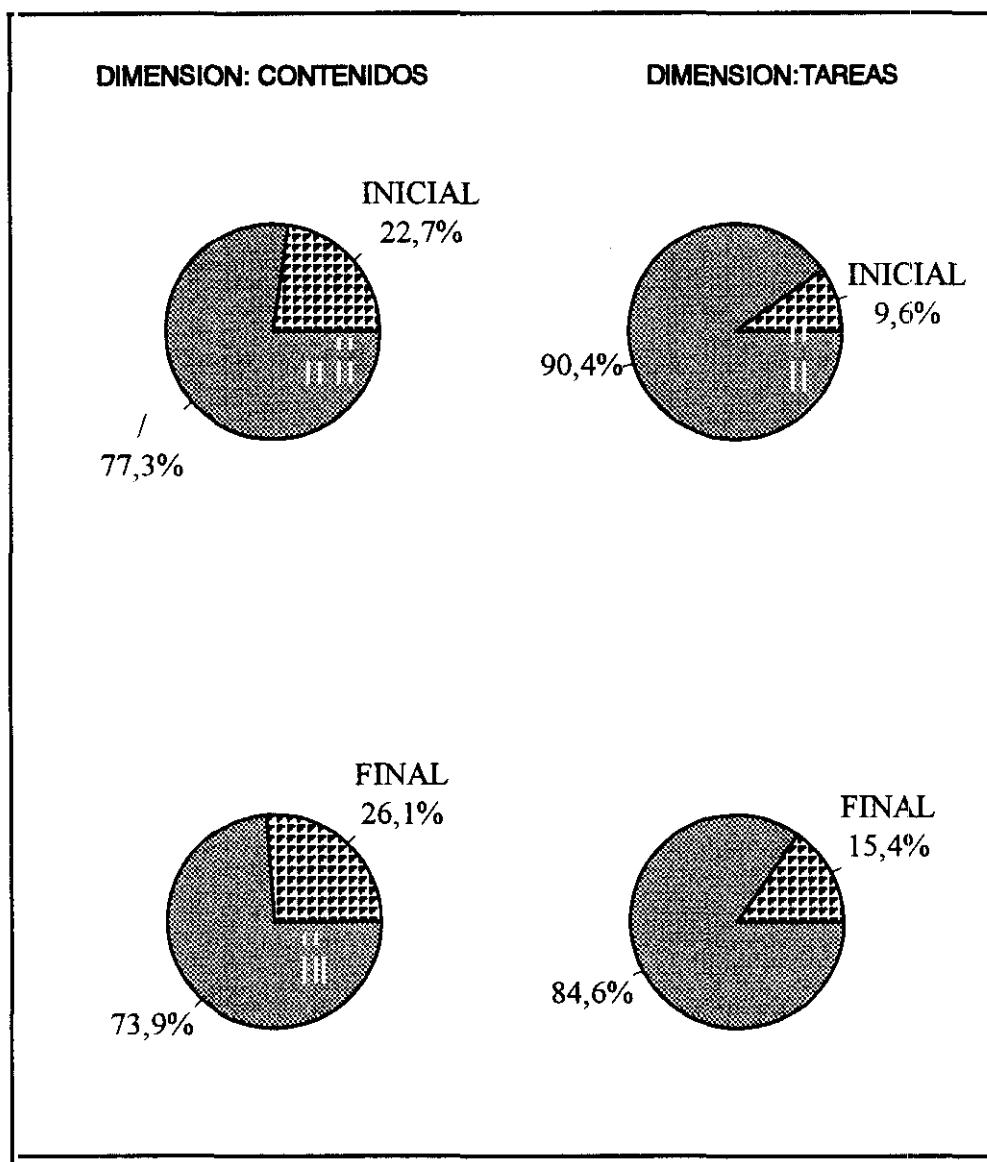 DIMENSION: CONTENIDOS
DIMENSION:TAREAS
INICIAL
22,7%
77,3%
INICIAL
9,6%
90,4%
FINAL
26,1%
73,9%
FINAL
15,4%
84,6%